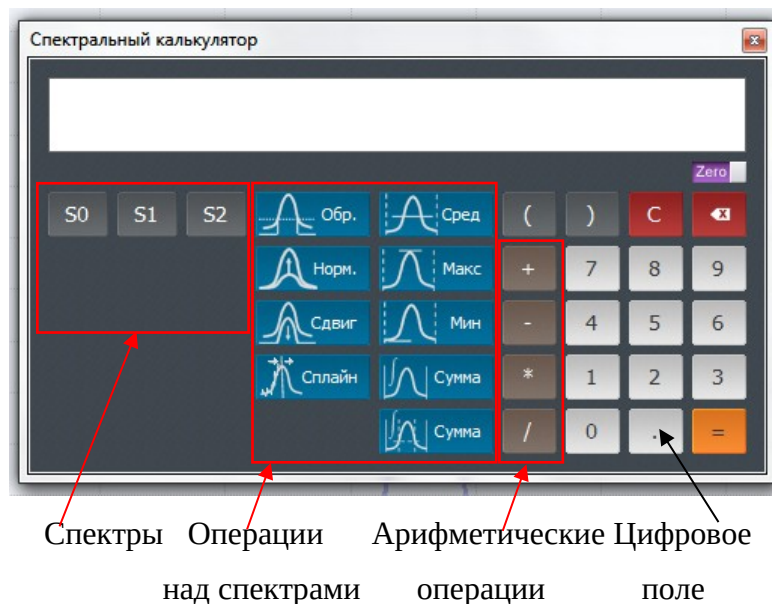 Спектральный калькулятор
Zero
S0 S1 S2 Обр. Сред ( ) C
Норм. Макс + 7 8 9
Сдвиг Мин - 4 5 6
Сплайн Сумма * 1 2 3
Сумма / 0 . =
Спектры Операции Арифметические Цифровое
над спектрами операции поле